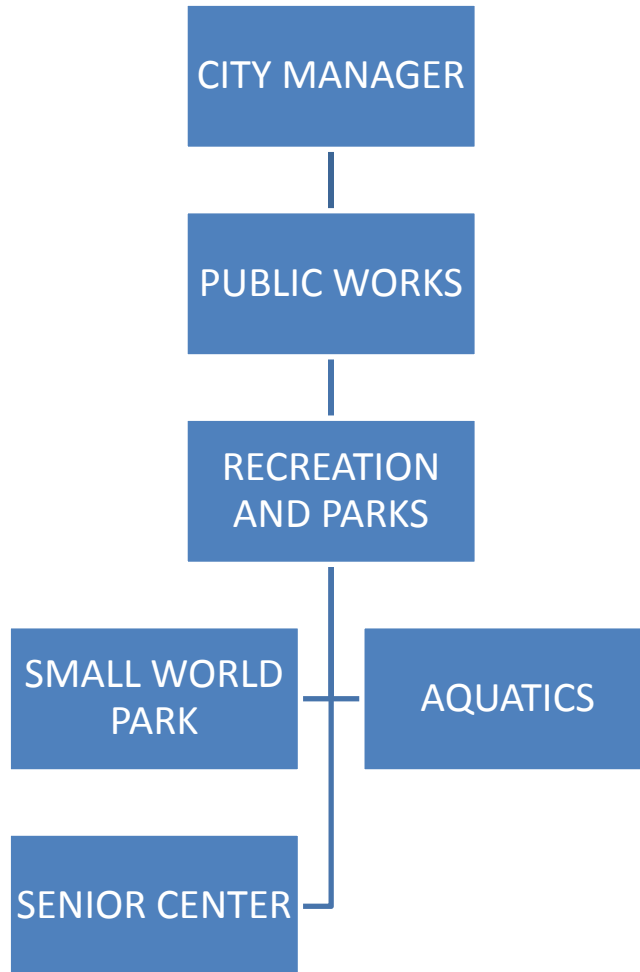 CITY MANAGER
PUBLIC WORKS
RECREATION
AND PARKS
SMALL WORLD
PARK
AQUATICS
SENIOR CENTER